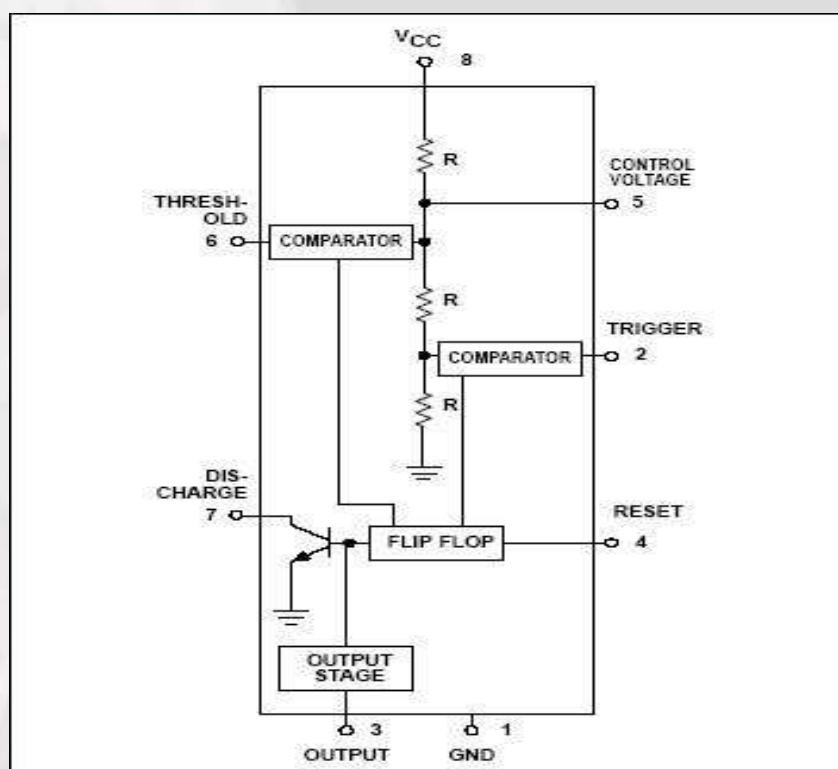 VCC
8
R
CONTROL
VOLTAGE
5
THRESH-
OLD
6
COMPARATOR
R
TRIGGER
2
COMPARATOR
R
DIS-
CHARGE
7
RESET
4
FLIP FLOP
OUTPUT
STAGE
3
OUTPUT
1
GND